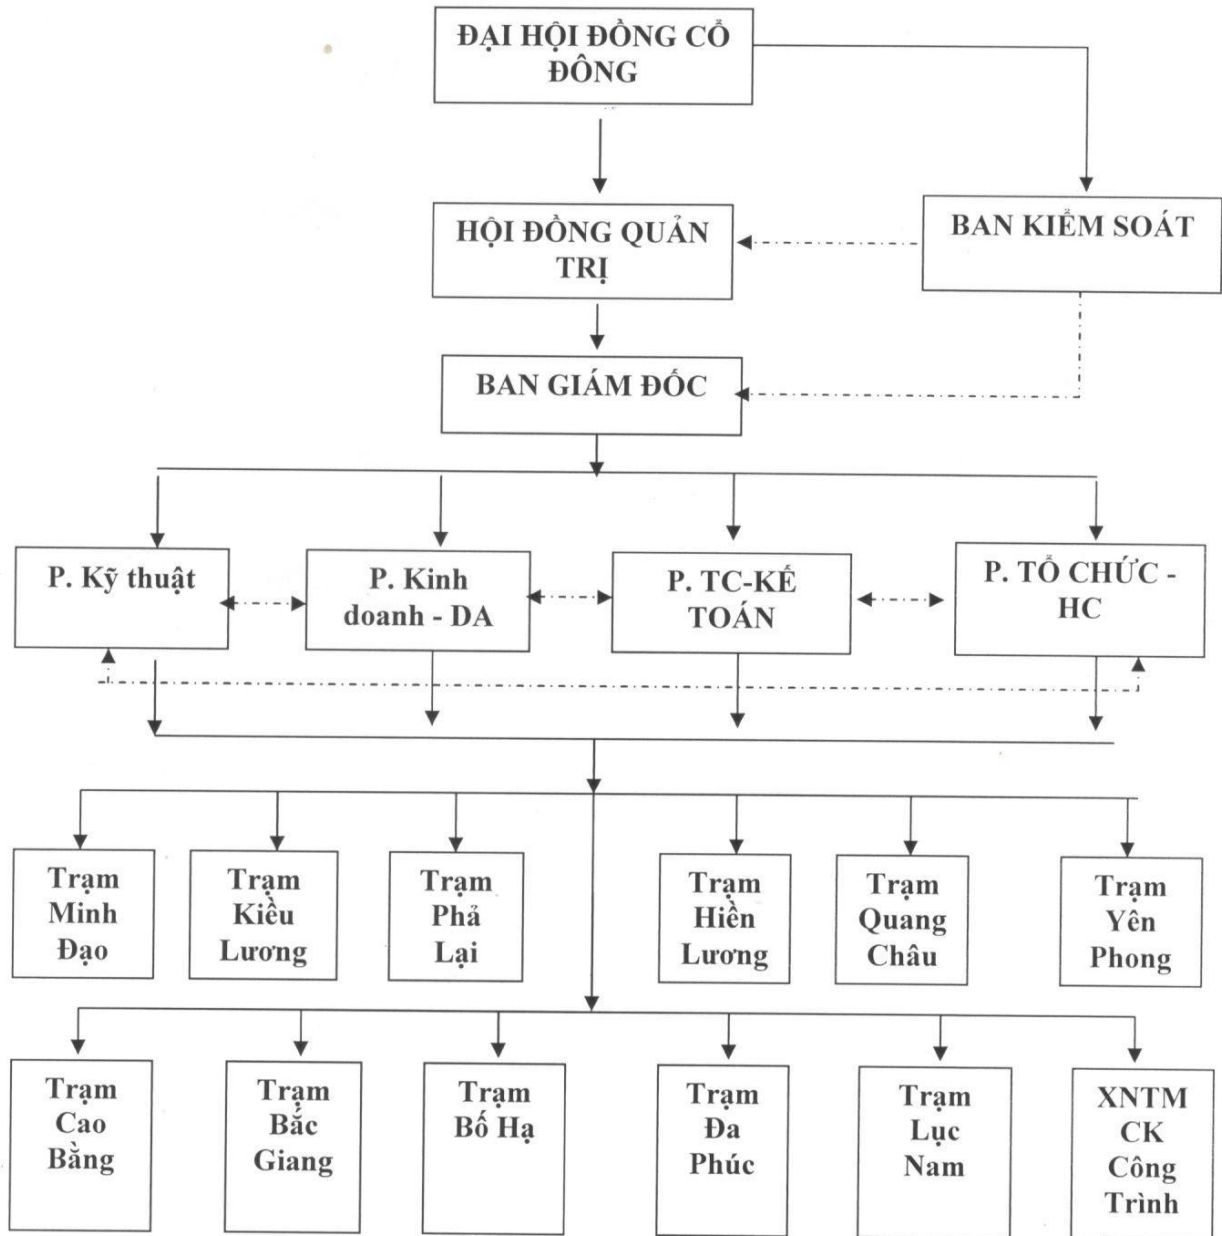 ĐẠI HỘI ĐỒNG CỔ
ĐÔNG
HỘI ĐỒNG QUẢN
TRỊ
BAN KIỂM SOÁT
BAN GIÁM ĐỐC
P. Kỹ thuật
P. Kinh
doanh - DA
P. TC-KẾ
TOÁN
P. TỔ CHỨC -
HC
Trạm
Minh
Đạo
Trạm
Kiều
Lương
Trạm
Phả
Lại
Trạm
Hiền
Lương
Trạm
Quang
Châu
Trạm
Yên
Phong
Trạm
Cao
Bằng
Trạm
Bắc
Giang
Trạm
Bố Hạ
Trạm
Đa
Phúc
Trạm
Lục
Nam
XNTM
CK
Công
Trình